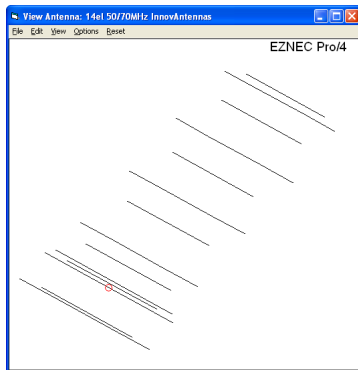 View Antenna: 14el 50/70MHz InnovAntennas
File Edit View Options Reset
EZNEC Pro/4